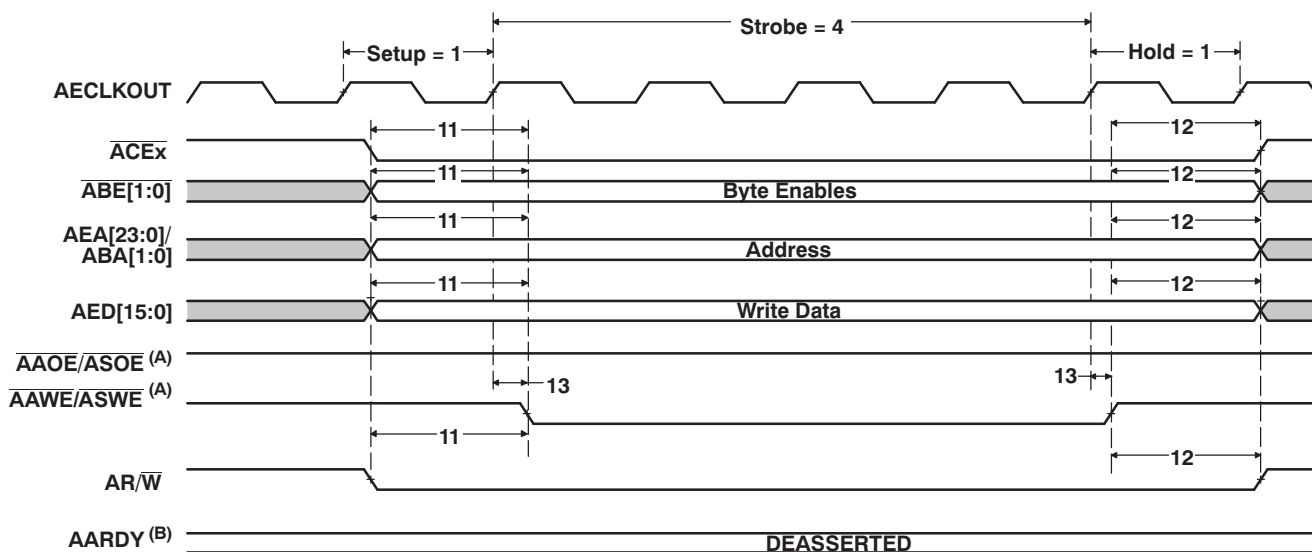 Strobe = 4
Setup = 1
Hold = 1
AECLKOUT
11
12
ACEx
11
12
ABE[1:0]
Byte Enables
11
12
AEA[23:0]/
ABA[1:0]
Address
11
12
AED[15:0]
Write Data
AAOE/ASOE (A)
13
13
AAWE/ASWE (A)
11
12
AR/W
AARDY (B)
DEASSERTED